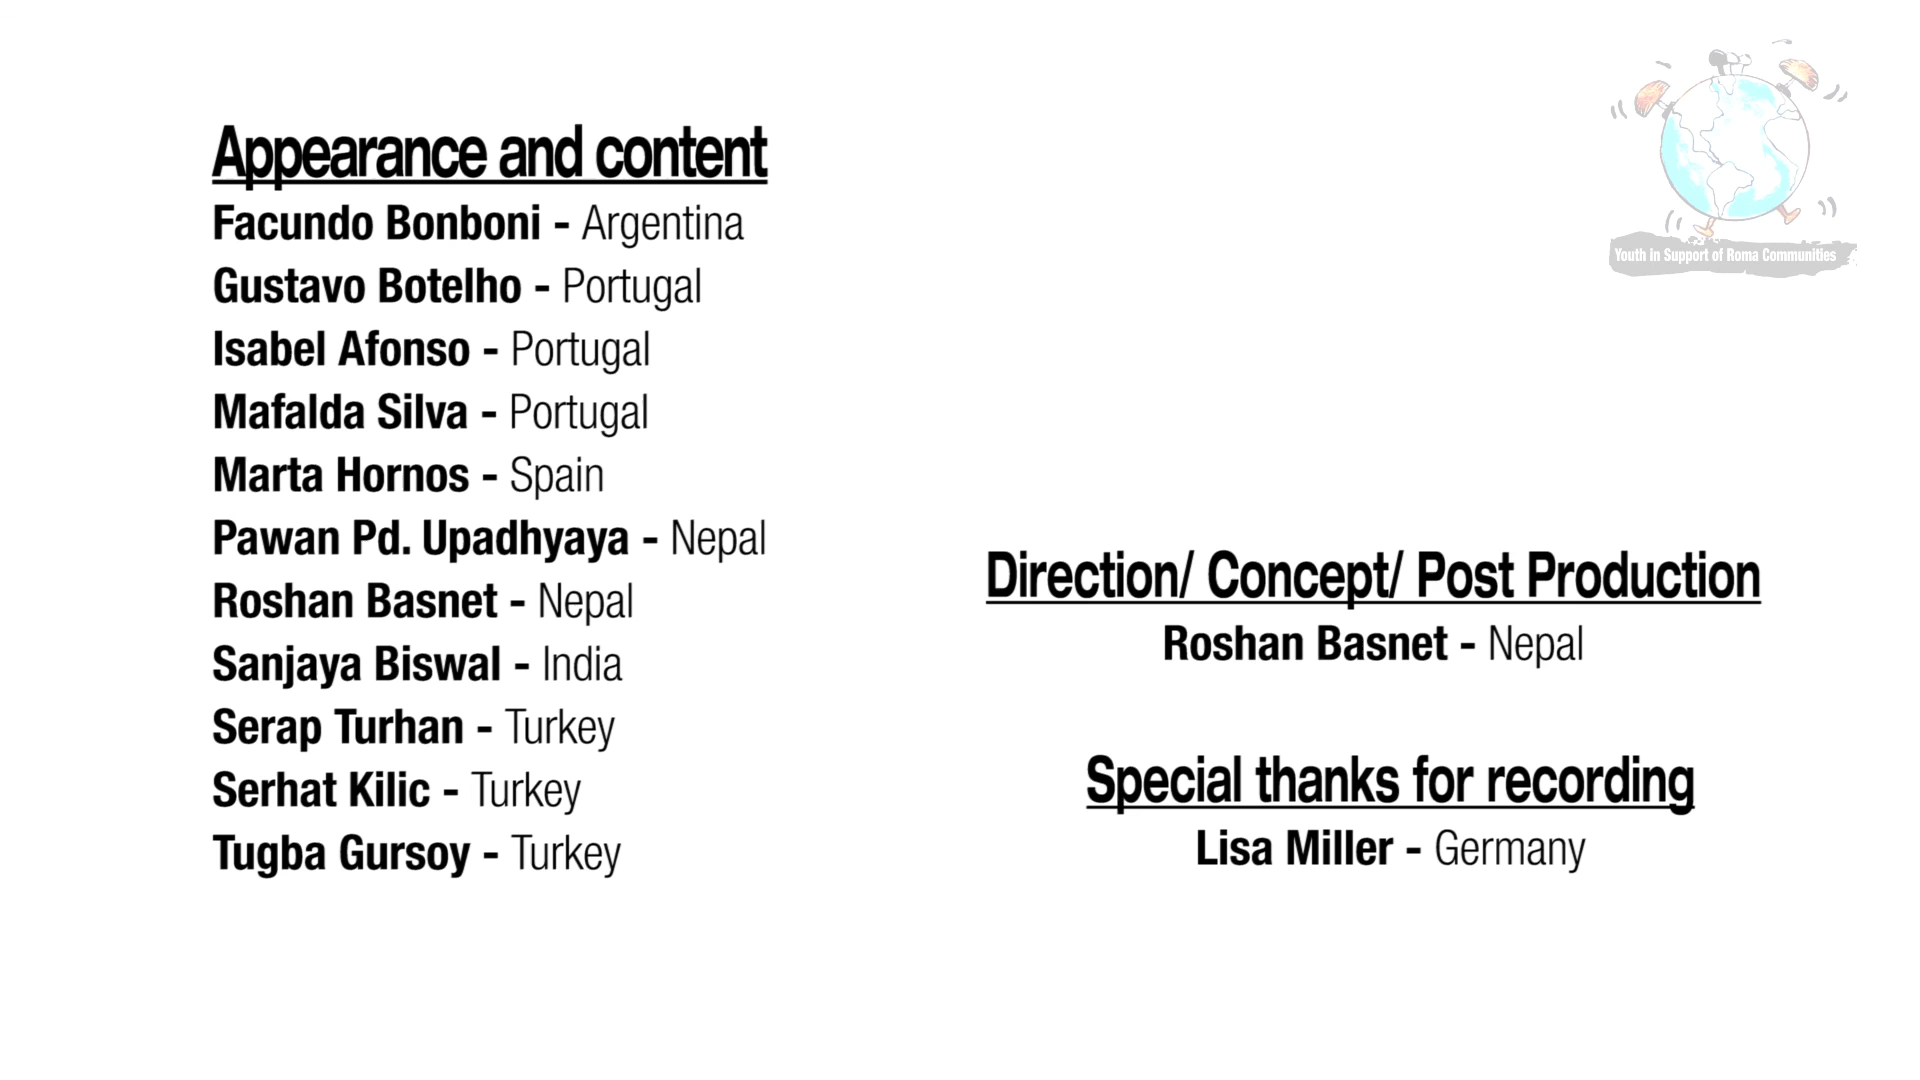 Appearance and content
Facundo Bonboni - Argentina
Gustavo Botelho - Portugal
Isabel Afonso - Portugal
Mafalda Silva - Portugal
Marta Hornos - Spain
Pawan Pd. Upadhyaya - Nepal
Roshan Basnet - Nepal
Sanjaya Biswal - India
Serap Turhan - Turkey
Serhat Kilic - Turkey
Tugba Gursoy - Turkey
Youth in Support of Roma Communities
Direction/ Concept/ Post Production
Roshan Basnet - Nepal
Special thanks for recording
Lisa Miller - Germany